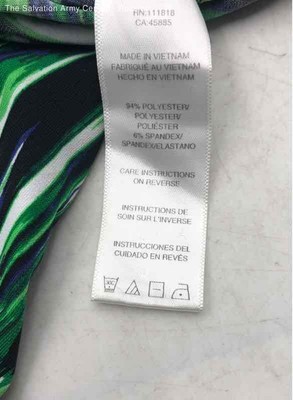 The Salvation Army Cen
RN:111818
CA:45885
MADE IN VIETNAM
FABRIQUÉ AU VIETNAM
HECHO EN VIETNAM
94% POLYESTER/
POLYESTER/
POLIÉSTER
6% SPANDEX/
SPANDEX/ELASTANO
CARE INSTRUCTIONS
ON REVERSE
INSTRUCTIONS DE
SOIN SUR L'INVERSE
INSTRUCCIONES DEL
CUIDADO EN REVÉS